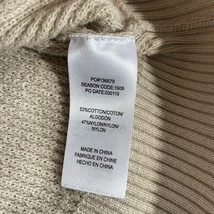 PO#136679
SEASON CODE:1908
PO DATE:030119
53%COTTON/COTON/
ALGODÓN
47%NYLON/NYLON/
NYLON
MADE IN CHINA
FABRIQUÉ EN CHINE
HECHO EN CHINA